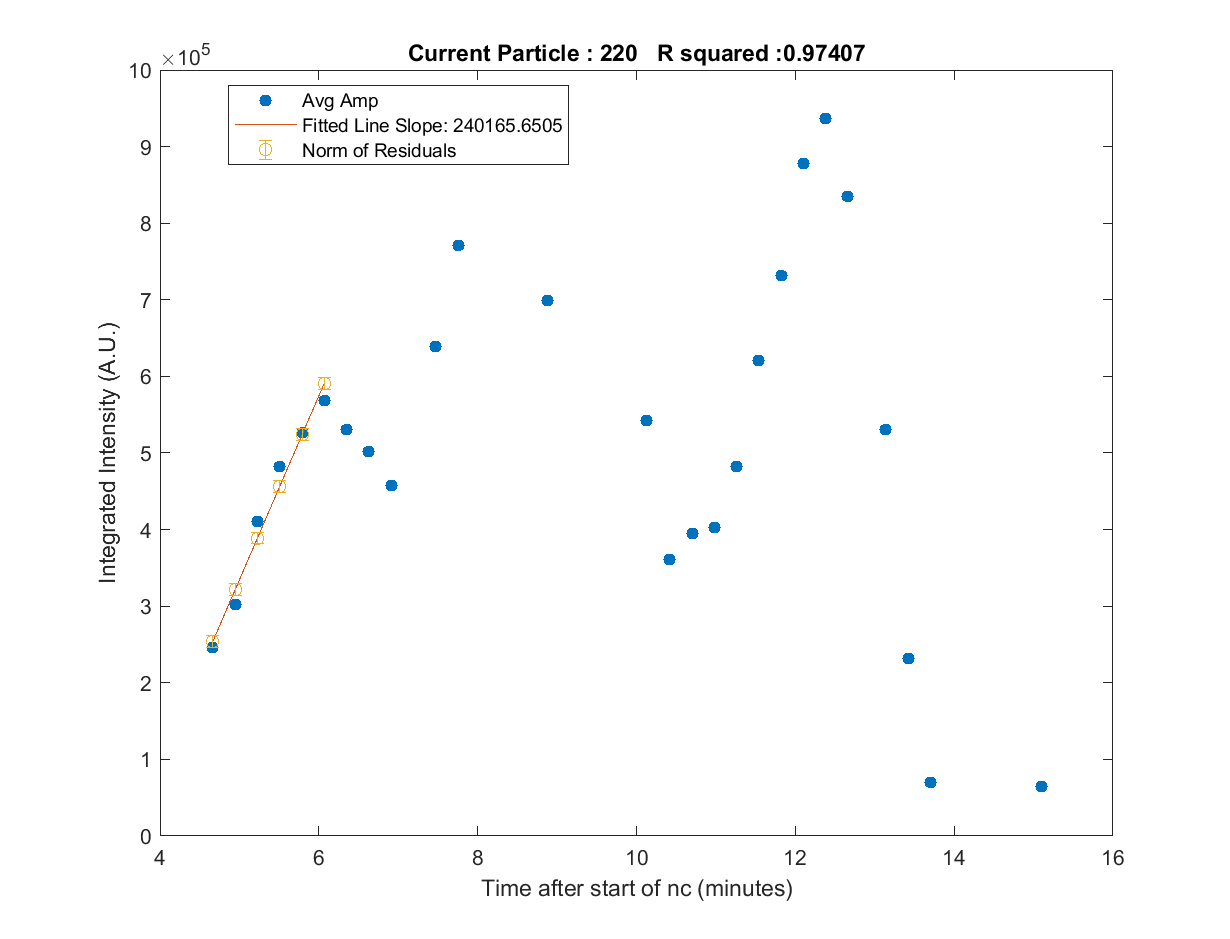 Current Particle : 220   R squared :0.97407
×10^5
Avg Amp
Fitted Line Slope: 240165.6505
Norm of Residuals
10
9
8
7
6
5
4
3
2
1
0
Integrated Intensity (A.U.)
4 6 8 10 12 14 16
Time after start of nc (minutes)